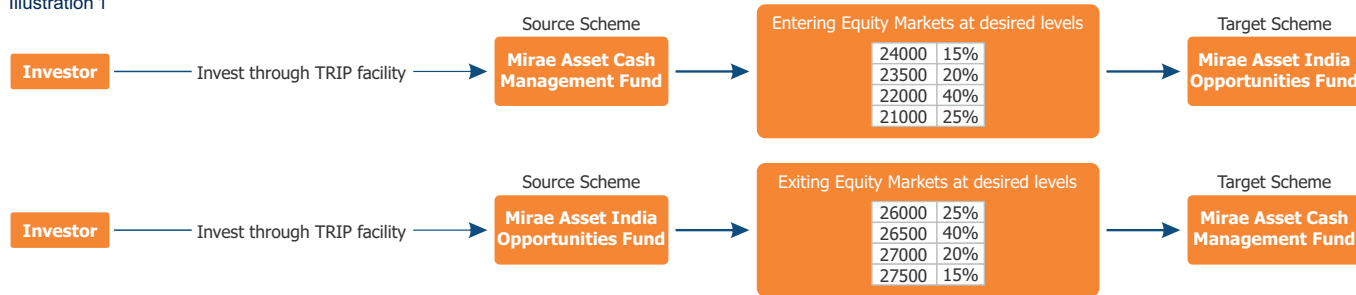 Illustration 1
Source Scheme
Entering Equity Markets at desired levels
Target Scheme
Investor
Invest through TRIP facility
Mirae Asset Cash
Management Fund
24000 15%
23500 20%
22000 40%
21000 25%
Mirae Asset India
Opportunities Fund
Source Scheme
Exiting Equity Markets at desired levels
Target Scheme
Investor
Invest through TRIP facility
Mirae Asset India
Opportunities Fund
26000 25%
26500 40%
27000 20%
27500 15%
Mirae Asset Cash
Management Fund